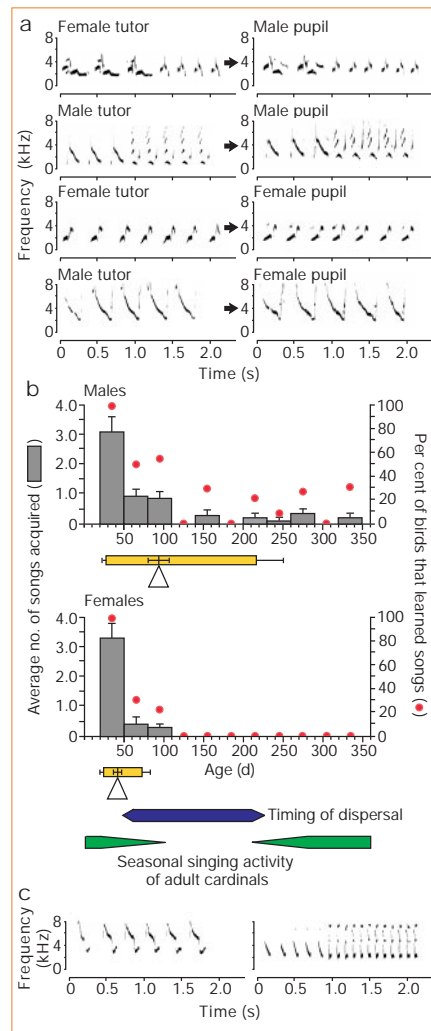 a
Female tutor Male pupil
Male tutor Male pupil
Female tutor Female pupil
Male tutor Female pupil
Frequency (kHz)
8
4
0
8
4
0
8
4
0
8
4
0
0 0.5 1.0 1.5 2.0 0 0.5 1.0 1.5 2.0
Time (s)
b
Males
Average no. of songs acquired ( )
4.0
3.0
2.0
1.0
100
80
60
40
20
0
Per cent of birds that learned songs ( )
50 100 150 200 250 300 350
Females
4.0
3.0
2.0
1.0
0
100
80
60
40
20
0
50 100 150 200 250 300 350
Age (d)
Timing of dispersal
Seasonal singing activity
of adult cardinals
c
Frequency
(kHz)
8
4
0
0 0.5 1.0 1.5 2.0 0 0.5 1.0 1.5 2.0
Time (s)